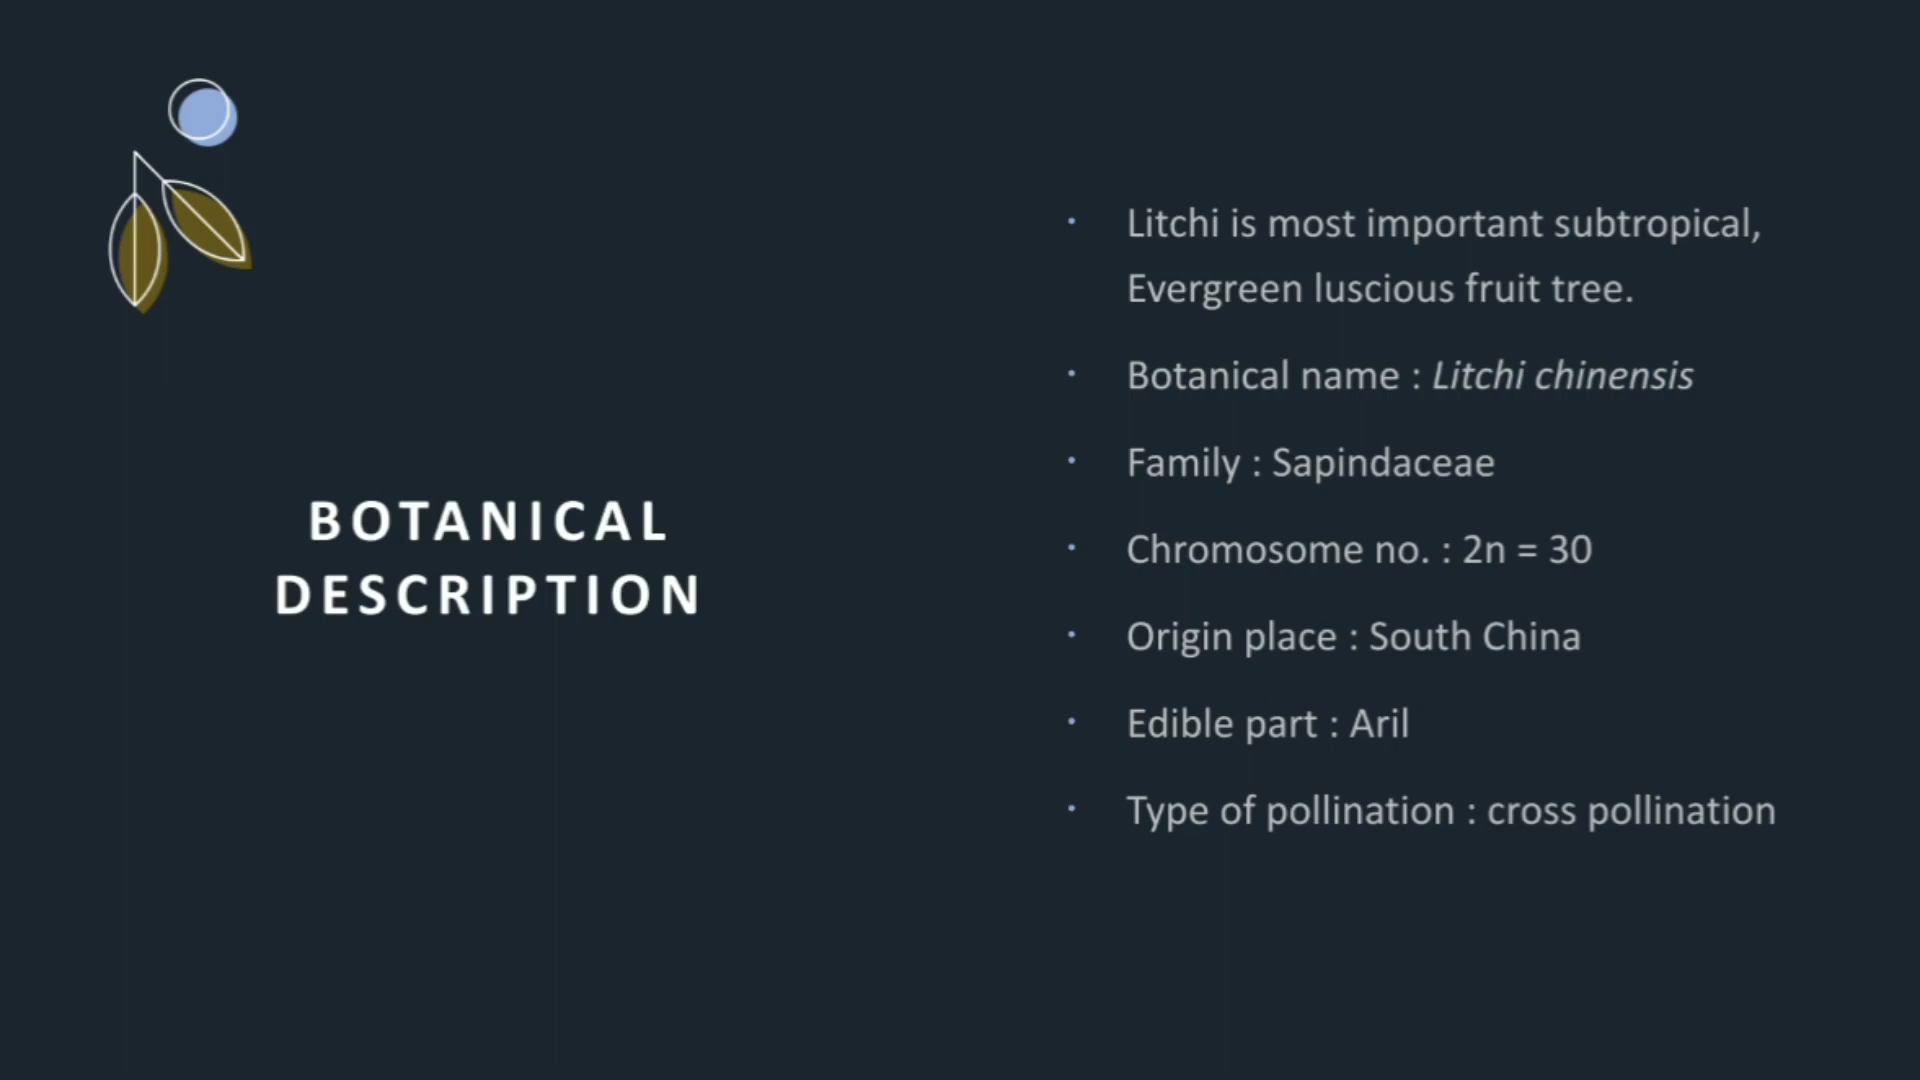 BOTANICAL
DESCRIPTION
· Litchi is most important subtropical,
Evergreen luscious fruit tree.
· Botanical name : Litchi chinensis
· Family : Sapindaceae
· Chromosome no. : 2n = 30
· Origin place : South China
· Edible part : Aril
· Type of pollination : cross pollination